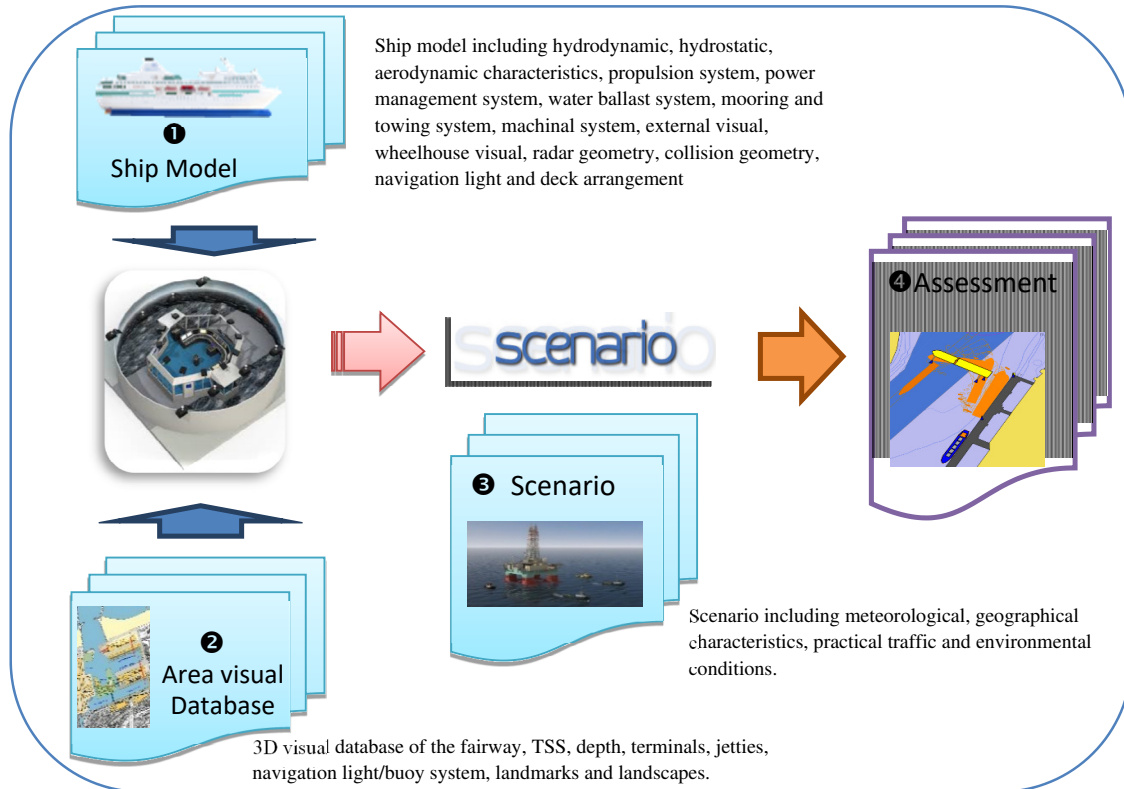 Ship model including hydrodynamic, hydrostatic,
aerodynamic characteristics, propulsion system, power
management system, water ballast system, mooring and
towing system, machinal system, external visual,
wheelhouse visual, radar geometry, collision geometry,
navigation light and deck arrangement
❶
Ship Model
❹Assessment
scenario
❸ Scenario
Scenario including meteorological, geographical
characteristics, practical traffic and environmental
conditions.
❷
Area visual
Database
3D visual database of the fairway, TSS, depth, terminals, jetties,
navigation light/buoy system, landmarks and landscapes.